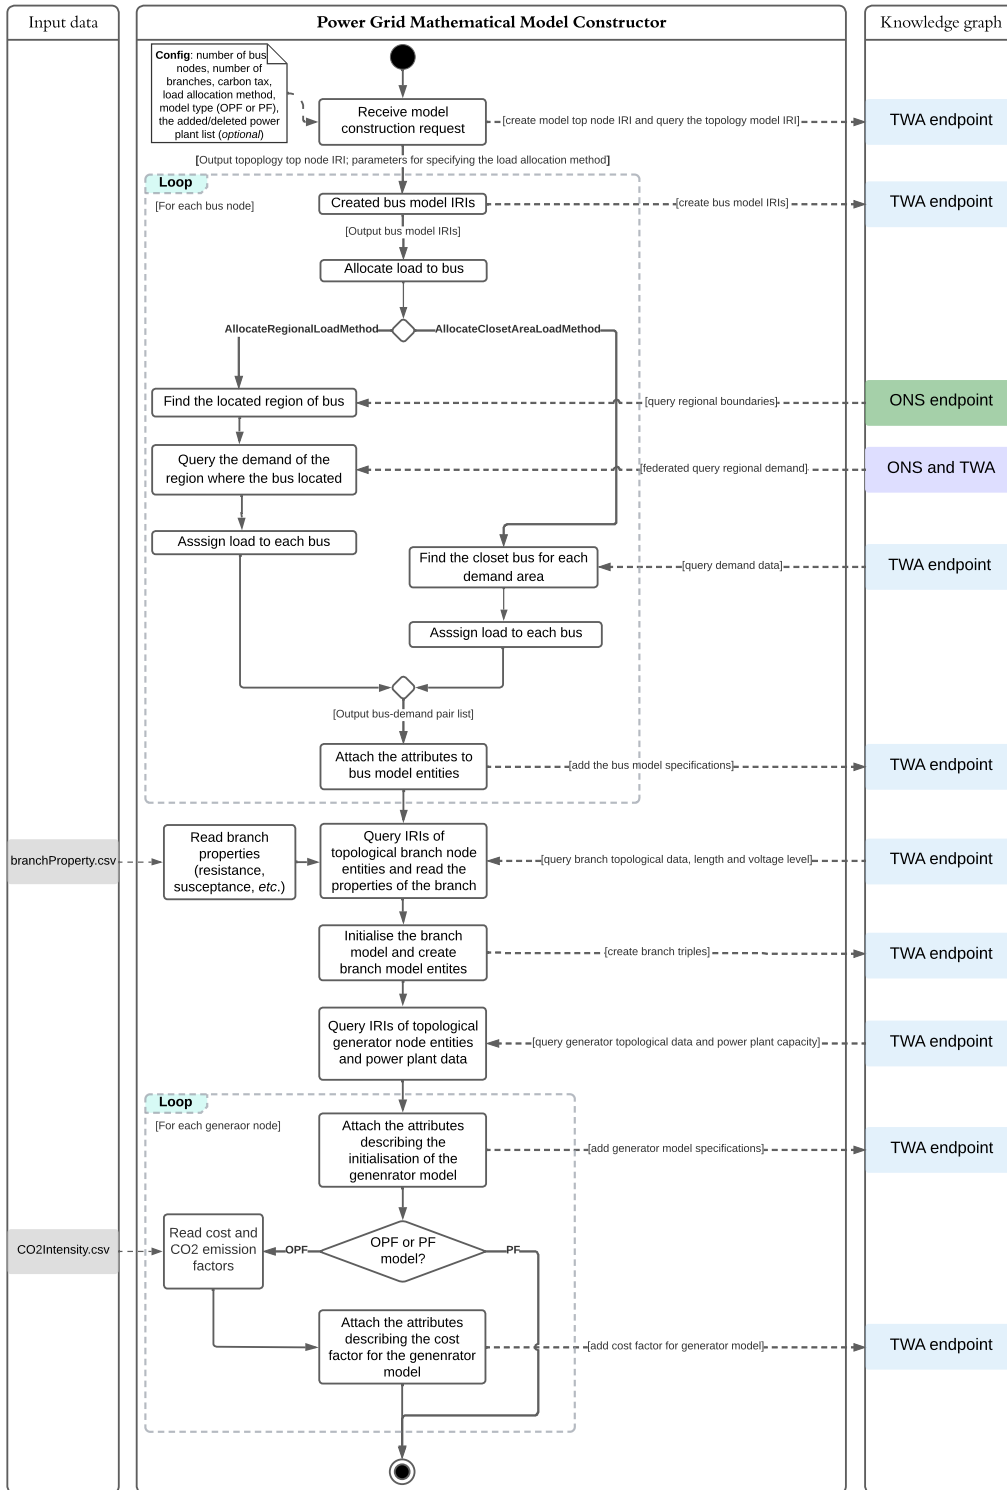 Input data
Power Grid Mathematical Model Constructor
Knowledge graph
Config: number of bus
nodes, number of
branches, carbon tax,
load allocation method,
model type (OPF or PF),
the added/deleted power
plant list (optional)
Receive model
construction request
[create model top node IRI and query the topology model IRI]
TWA endpoint
[Output topoplogy top node IRI; parameters for specifying the load allocation method]
Loop
[For each bus node]
Created bus model IRIs
[create bus model IRIs]
TWA endpoint
[Output bus model IRIs]
Allocate load to bus
AllocateRegionalLoadMethod
AllocateClosetAreaLoadMethod
Find the located region of bus
[query regional boundaries]
ONS endpoint
Query the demand of the
region where the bus located
[federated query regional demand]
ONS and TWA
Asssign load to each bus
Find the closet bus for each
demand area
[query demand data]
TWA endpoint
Asssign load to each bus
[Output bus-demand pair list]
Attach the attributes to
bus model entities
[add the bus model specifications]
TWA endpoint
branchProperty.csv
Read branch
properties
(resistance,
susceptance, etc.)
Query IRIs of
topological branch node
entities and read the
properties of the branch
[query branch topological data, length and voltage level]
TWA endpoint
Initialise the branch
model and create
branch model entites
[create branch triples]
TWA endpoint
Query IRIs of topological
generator node entities
and power plant data
[query generator topological data and power plant capacity]
TWA endpoint
Loop
[For each generaor node]
Attach the attributes
describing the
initialisation of the
genenrator model
[add generator model specifications]
TWA endpoint
CO2Intensity.csv
Read cost and
CO2 emission
factors
OPF
OPF or PF
model?
PF
Attach the attributes
describing the cost
factor for the genenrator
model
[add cost factor for generator model]
TWA endpoint